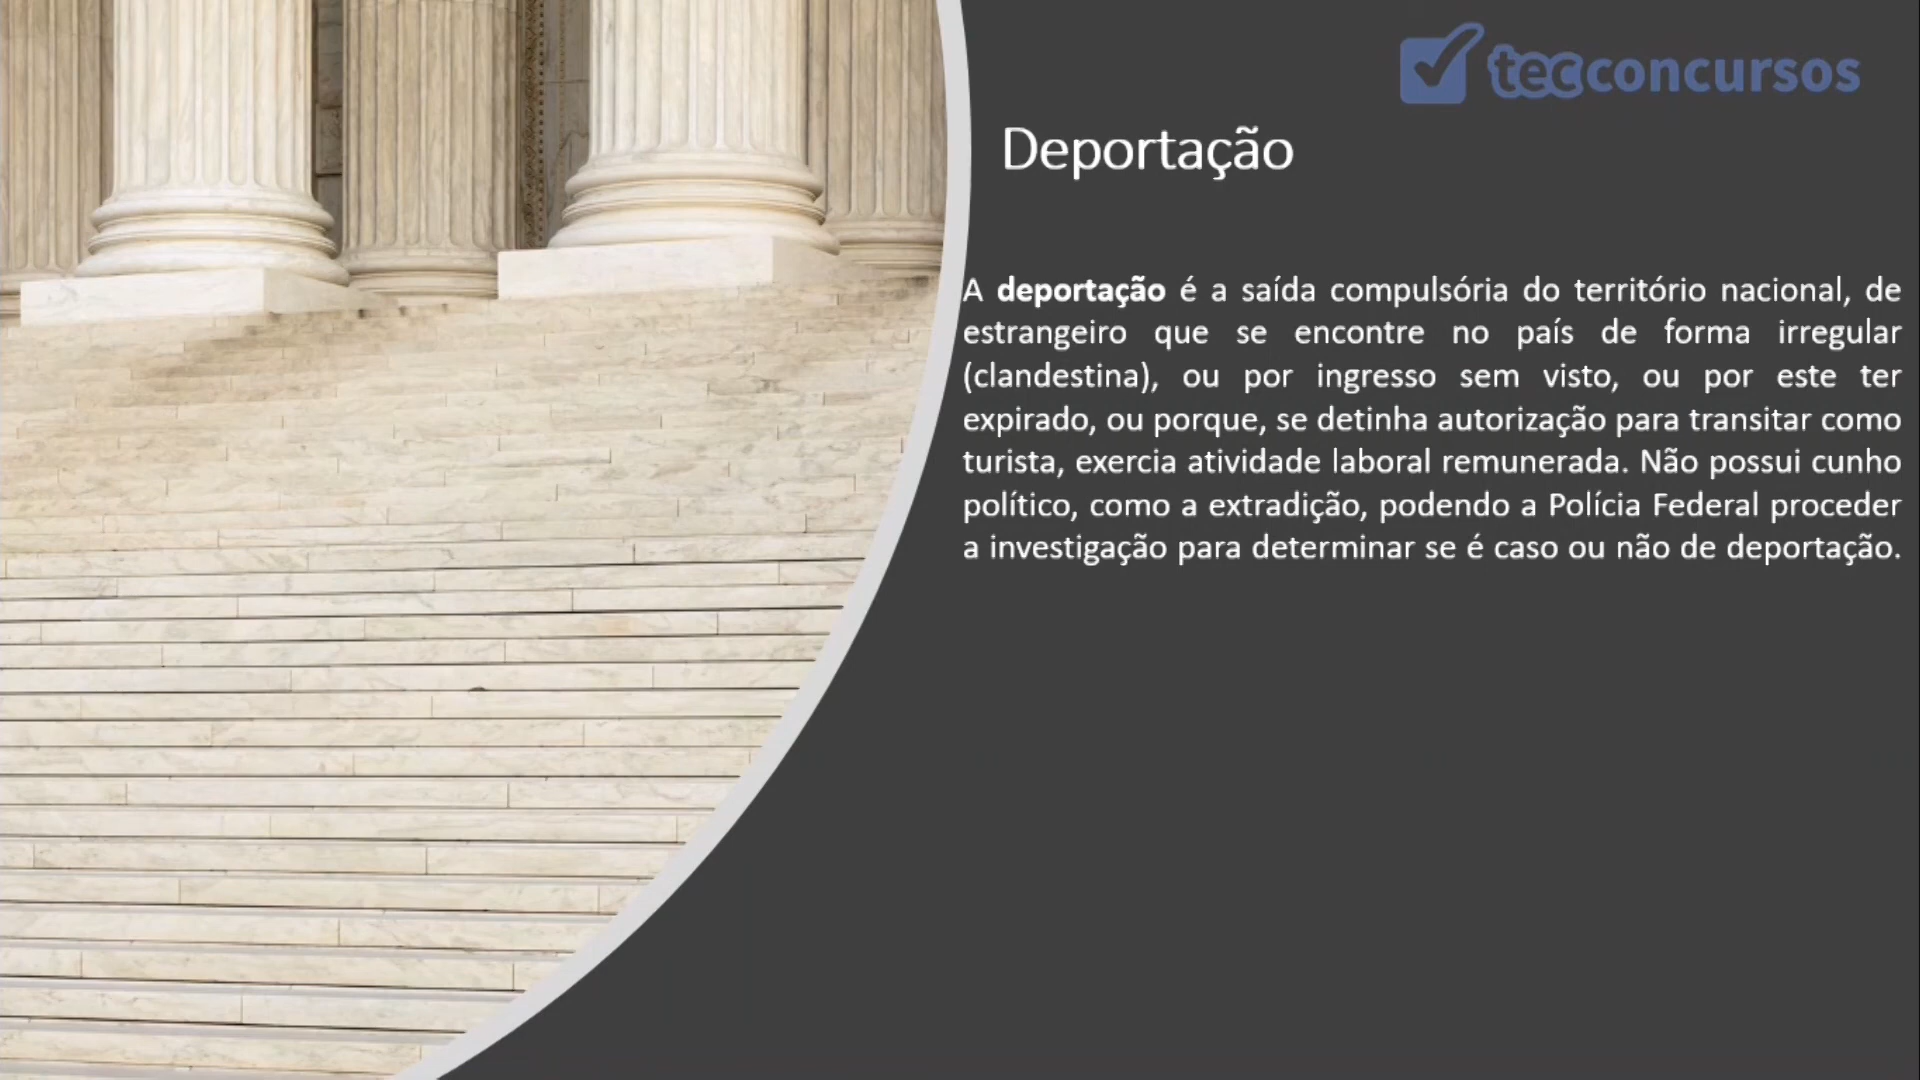 tecconcursos
Deportação
A deportação é a saída compulsória do território nacional, de
estrangeiro que se encontre no país de forma irregular
(clandestina), ou por ingresso sem visto, ou por este ter
expirado, ou porque, se detinha autorização para transitar como
turista, exercia atividade laboral remunerada. Não possui cunho
político, como a extradição, podendo a Polícia Federal proceder
a investigação para determinar se é caso ou não de deportação.